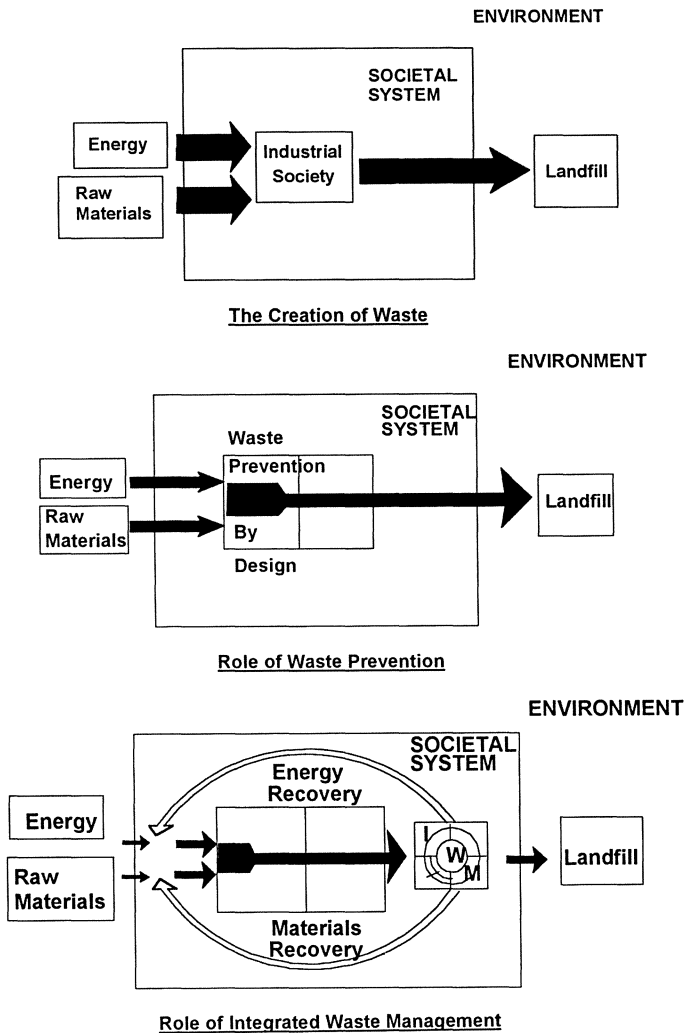 ENVIRONMENT
SOCIETAL
SYSTEM
Energy
Industrial
Society
Raw
Materials
Landfill
The Creation of Waste
ENVIRONMENT
SOCIETAL
SYSTEM
Waste
Prevention
Energy
Raw
Materials
By
Design
Landfill
Role of Waste Prevention
ENVIRONMENT
SOCIETAL
SYSTEM
Energy
Recovery
Energy
I
W
M
Raw
Materials
Landfill
Materials
Recovery
Role of Integrated Waste Management